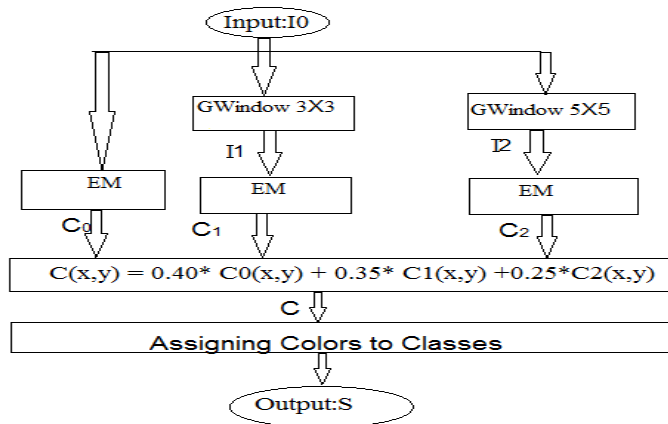 Input:I0
GWindow 3X3
GWindow 5X5
I1
I2
EM
EM
EM
C0
C1
C2
C(x,y) = 0.40* C0(x,y) + 0.35* C1(x,y) +0.25*C2(x,y)
C
Assigning Colors to Classes
Output:S